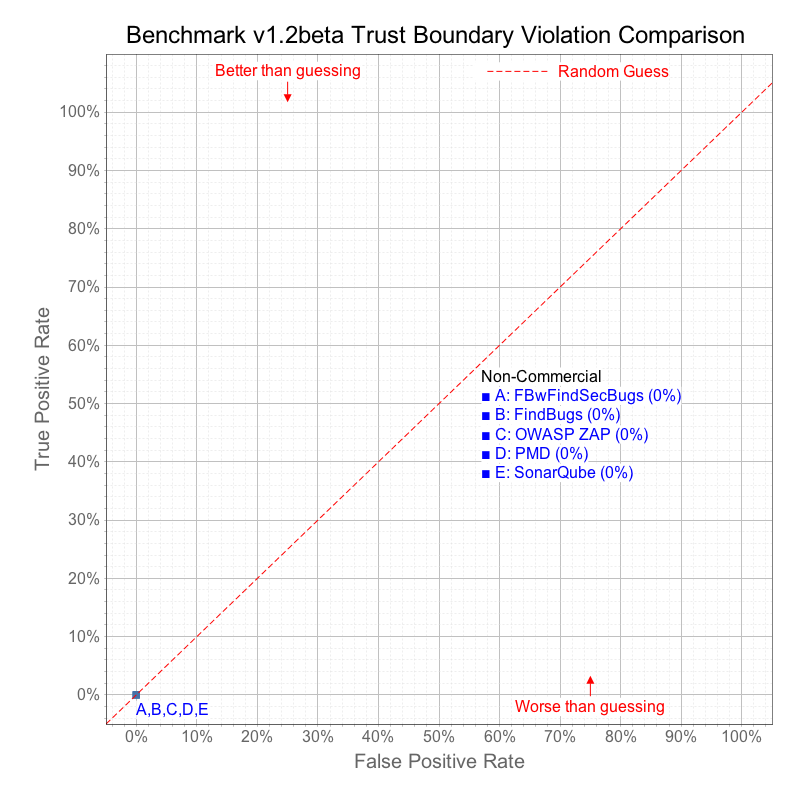 Benchmark v1.2beta Trust Boundary Violation Comparison
Better than guessing
Random Guess
100%
90%
80%
70%
60%
50%
40%
30%
20%
10%
0%
True Positive Rate
Non-Commercial
A: FBwFindSecBugs (0%)
B: FindBugs (0%)
C: OWASP ZAP (0%)
D: PMD (0%)
E: SonarQube (0%)
A,B,C,D,E
Worse than guessing
0% 10% 20% 30% 40% 50% 60% 70% 80% 90% 100%
False Positive Rate